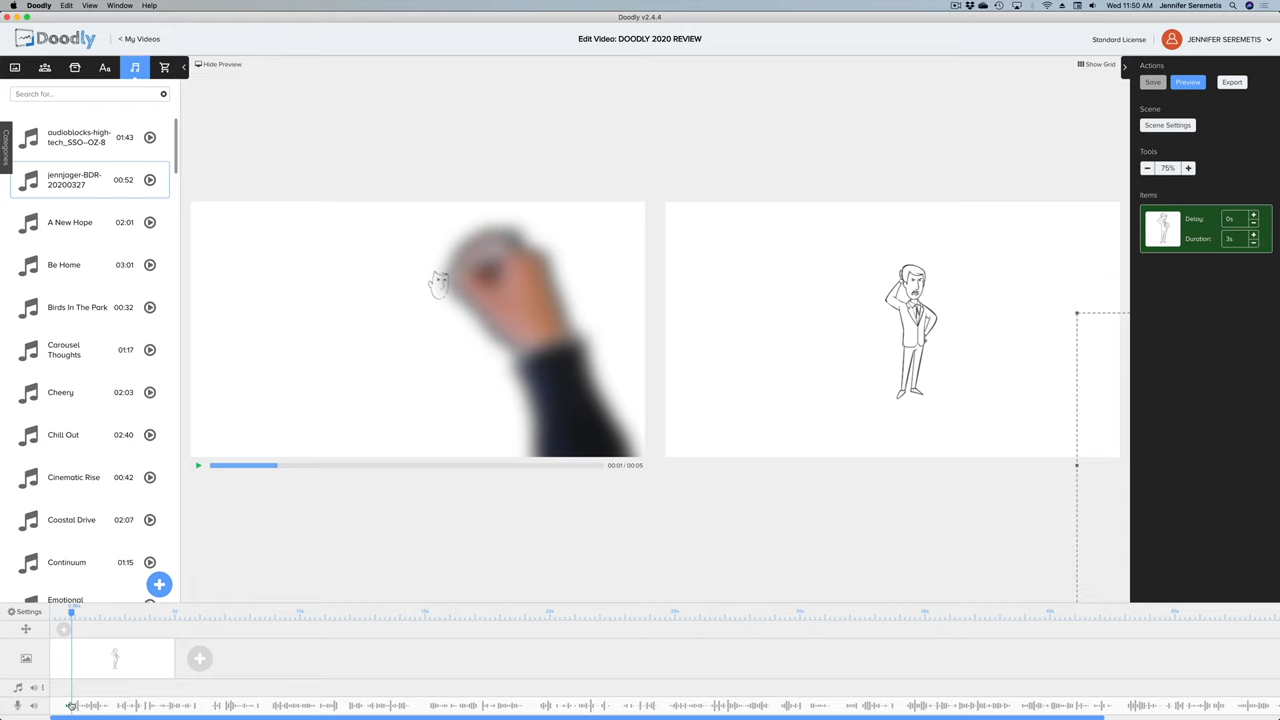 Doodly Edit View Window Help
Wed 11:50 AM Jennifer Seremetis
Doodly v2.4.4
Doodly
< My Videos
Edit Video: DOODLY 2020 REVIEW
Standard License
JENNIFER SEREMETIS
Hide Preview
Show Grid
Search for...
Categories
audioblocks-high-
tech_SSO--OZ-8
01:43
jennjager-BDR-
20200327
00:52
A New Hope 02:01
Be Home 03:01
Birds In The Park 00:32
Carousel
Thoughts
01:17
Cheery 02:03
Chill Out 02:40
Cinematic Rise 00:42
Coastal Drive 02:07
Continuum 01:15
Emotional
00:01 / 00:05
Actions
Save Preview Export
Scene
Scene Settings
Tools
75%
Items
Delay: 0s
Duration: 3s
Settings